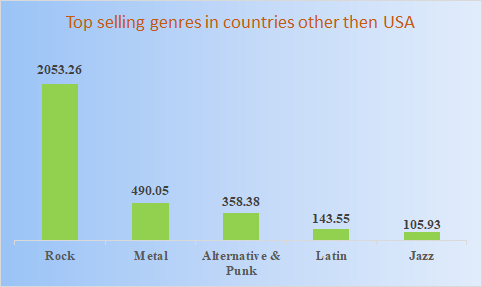 Top selling genres in countries other then USA
2053.26
490.05
358.38
143.55
105.93
Rock
Metal
Alternative &
Punk
Latin
Jazz